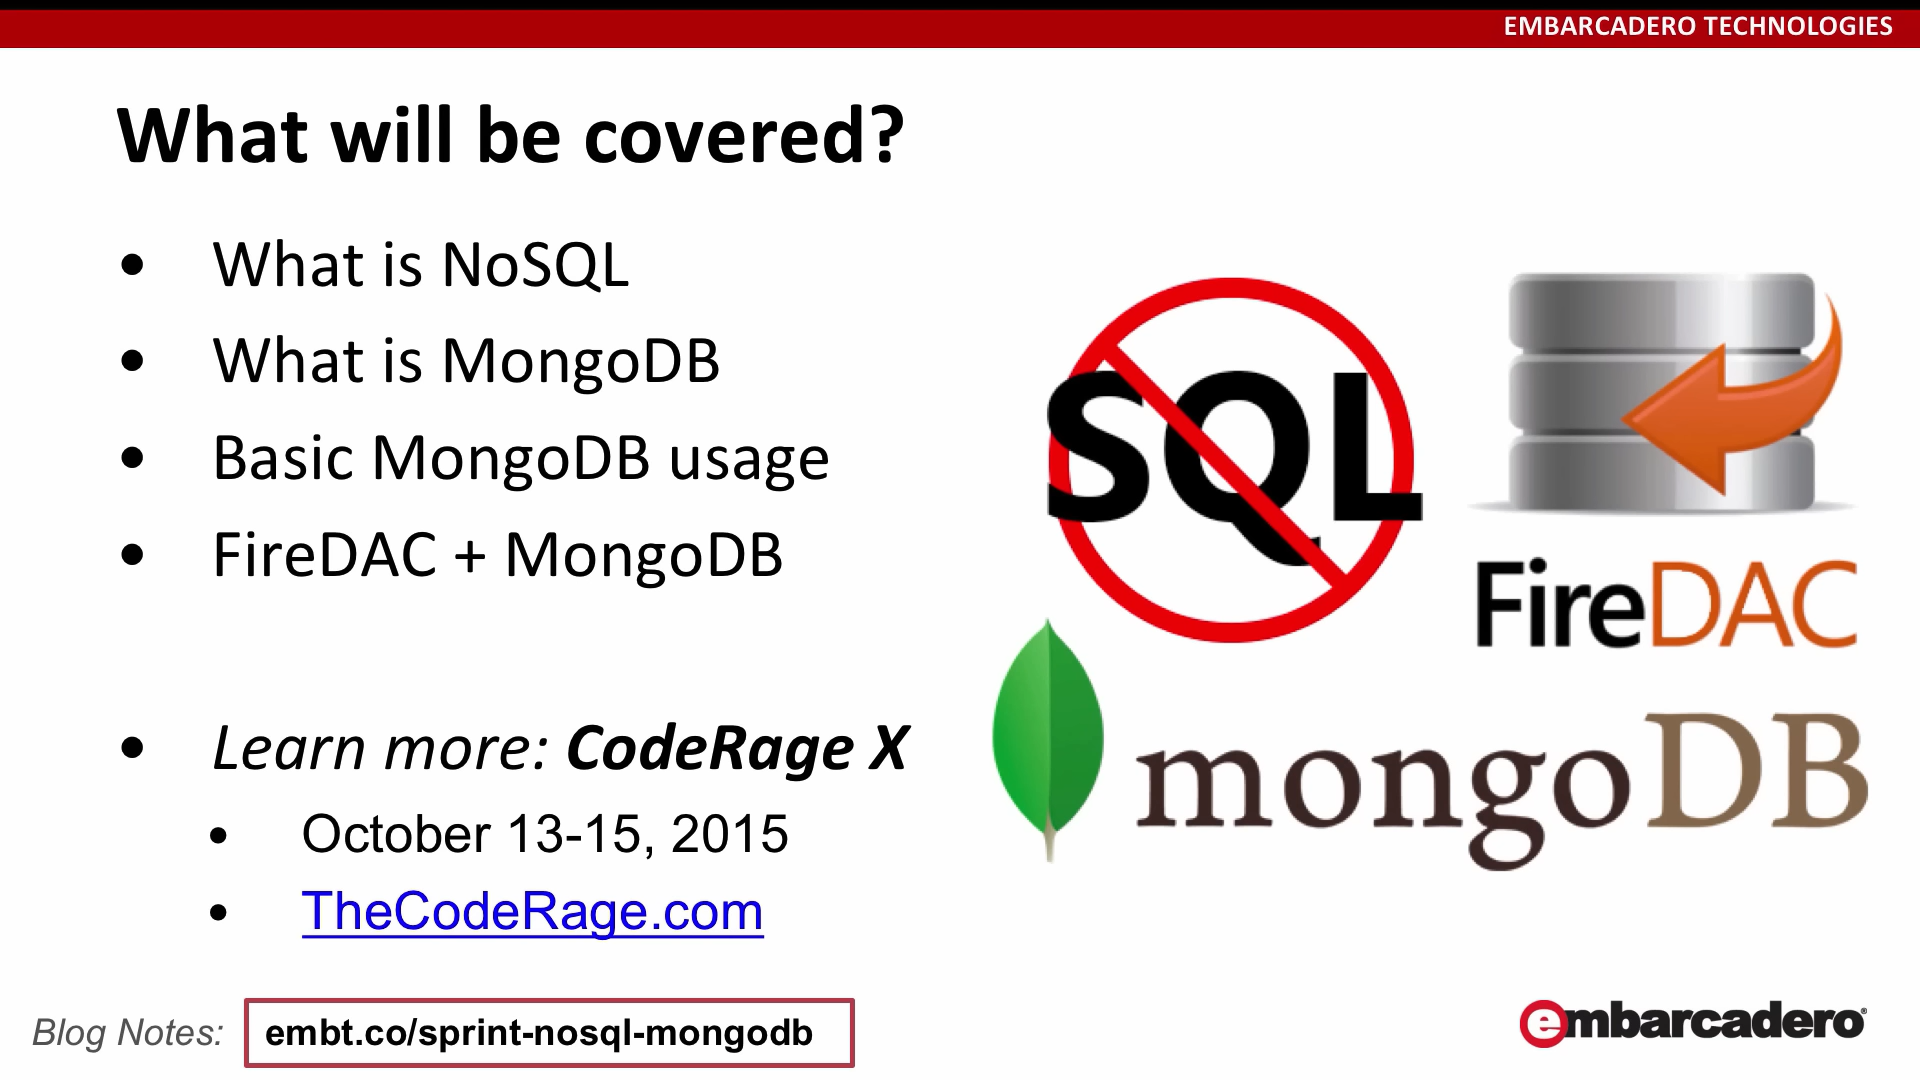 EMBARCADERO TECHNOLOGIES
What will be covered?
• What is NoSQL
• What is MongoDB
• Basic MongoDB usage
• FireDAC + MongoDB
• Learn more: CodeRage X
• October 13-15, 2015
• TheCodeRage.com
SQL
FireDAC
mongoDB
Blog Notes: embt.co/sprint-nosql-mongodb
embarcadero®